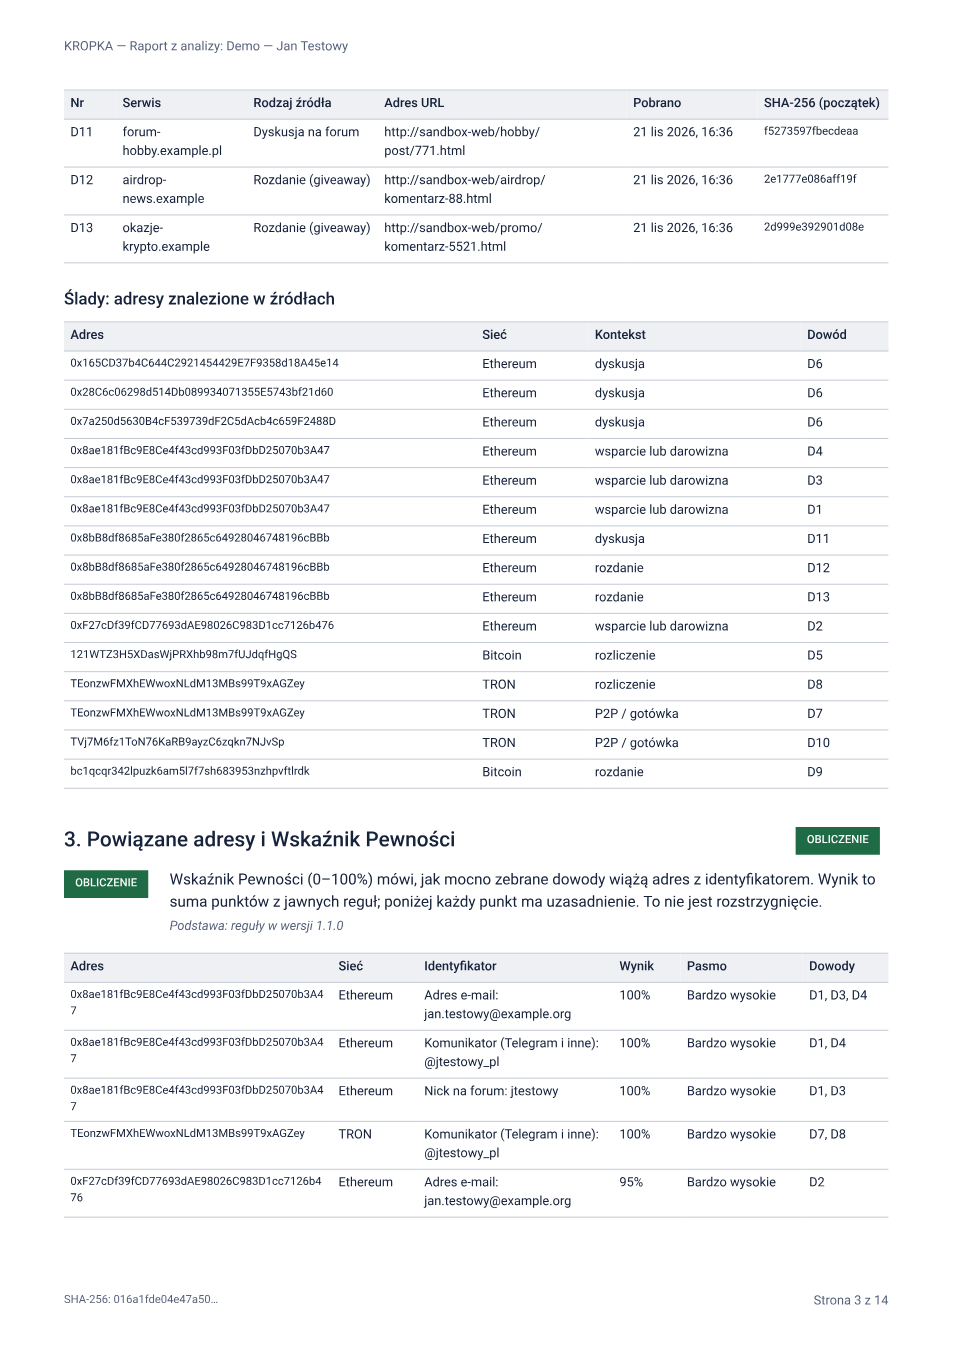 KROPKA — Raport z analizy: Demo — Jan Testowy
Nr Serwis Rodzaj źródła Adres URL Pobrano SHA-256 (początek)
D11 forum- Dyskusja na forum http://sandbox-web/hobby/ 21 lis 2026, 16:36 f5273597fbecdeaa
hobby.example.pl post/771.html
D12 airdrop- Rozdanie (giveaway) http://sandbox-web/airdrop/ 21 lis 2026, 16:36 2e1777e086aff19f
news.example komentarz-88.html
D13 okazje- Rozdanie (giveaway) http://sandbox-web/promo/ 21 lis 2026, 16:36 2d999e392901d08e
krypto.example komentarz-5521.html
Ślady: adresy znalezione w źródłach
Adres Sieć Kontekst Dowód
0x165CD37b4C644C2921454429E7F9358d18A45e14 Ethereum dyskusja D6
0x28C6c06298d514Db089934071355E5743bf21d60 Ethereum dyskusja D6
0x7a250d5630B4cF539739dF2C5dAcb4c659F2488D Ethereum dyskusja D6
0x8ae181fBc9E8Ce4f43cd993F03fDbD25070b3A47 Ethereum wsparcie lub darowizna D4
0x8ae181fBc9E8Ce4f43cd993F03fDbD25070b3A47 Ethereum wsparcie lub darowizna D3
0x8ae181fBc9E8Ce4f43cd993F03fDbD25070b3A47 Ethereum wsparcie lub darowizna D1
0x8bB8df8685aFe380f2865c64928046748196cBBb Ethereum dyskusja D11
0x8bB8df8685aFe380f2865c64928046748196cBBb Ethereum rozdanie D12
0x8bB8df8685aFe380f2865c64928046748196cBBb Ethereum rozdanie D13
0xF27cDf39fCD77693dAE98026C983D1cc7126b476 Ethereum wsparcie lub darowizna D2
121WTZ3H5XDasWjPRXhb98m7fUJdqfHgQS Bitcoin rozliczenie D5
TEonzwFMXhEWwoxNLdM13MBs99T9xAGZey TRON rozliczenie D8
TEonzwFMXhEWwoxNLdM13MBs99T9xAGZey TRON P2P / gotówka D7
TVj7M6fz1ToN76KaRB9ayzC6zqkn7NJvSp TRON P2P / gotówka D10
bc1qcqr342lpuzk6am5l7f7sh683953nzhpvftlrdk Bitcoin rozdanie D9
3. Powiązane adresy i Wskaźnik Pewności OBLICZENIE
OBLICZENIE Wskaźnik Pewności (0–100%) mówi, jak mocno zebrane dowody wiążą adres z identyfikatorem. Wynik to
suma punktów z jawnych reguł; poniżej każdy punkt ma uzasadnienie. To nie jest rozstrzygnięcie.
Podstawa: reguły w wersji 1.1.0
Adres Sieć Identyfikator Wynik Pasmo Dowody
0x8ae181fBc9E8Ce4f43cd993F03fDbD25070b3A4 Ethereum Adres e-mail: 100% Bardzo wysokie D1, D3, D4
7 jan.testowy@example.org
0x8ae181fBc9E8Ce4f43cd993F03fDbD25070b3A4 Ethereum Komunikator (Telegram i inne): 100% Bardzo wysokie D1, D4
7 @jtestowy_pl
0x8ae181fBc9E8Ce4f43cd993F03fDbD25070b3A4 Ethereum Nick na forum: jtestowy 100% Bardzo wysokie D1, D3
7
TEonzwFMXhEWwoxNLdM13MBs99T9xAGZey TRON Komunikator (Telegram i inne): 100% Bardzo wysokie D7, D8
@jtestowy_pl
0xF27cDf39fCD77693dAE98026C983D1cc7126b4 Ethereum Adres e-mail: 95% Bardzo wysokie D2
76 jan.testowy@example.org
SHA-256: 016a1fde04e47a50… Strona 3 z 14